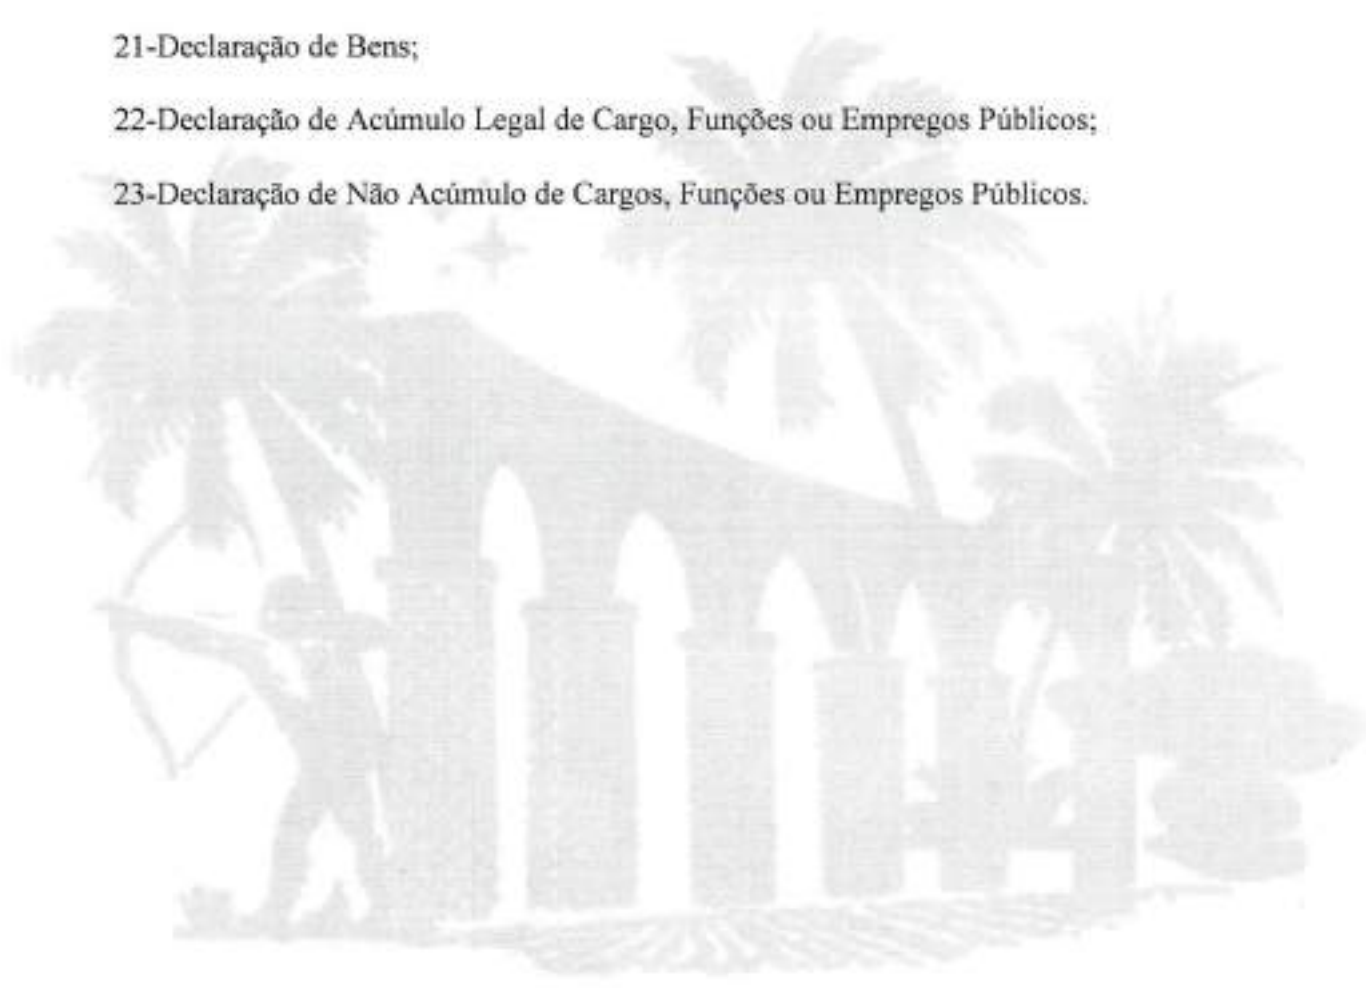 21-Declaração de Bens;
22-Declaração de Acúmulo Legal de Cargo, Funções ou Empregos Públicos;
23-Declaração de Não Acúmulo de Cargos, Funções ou Empregos Públicos.